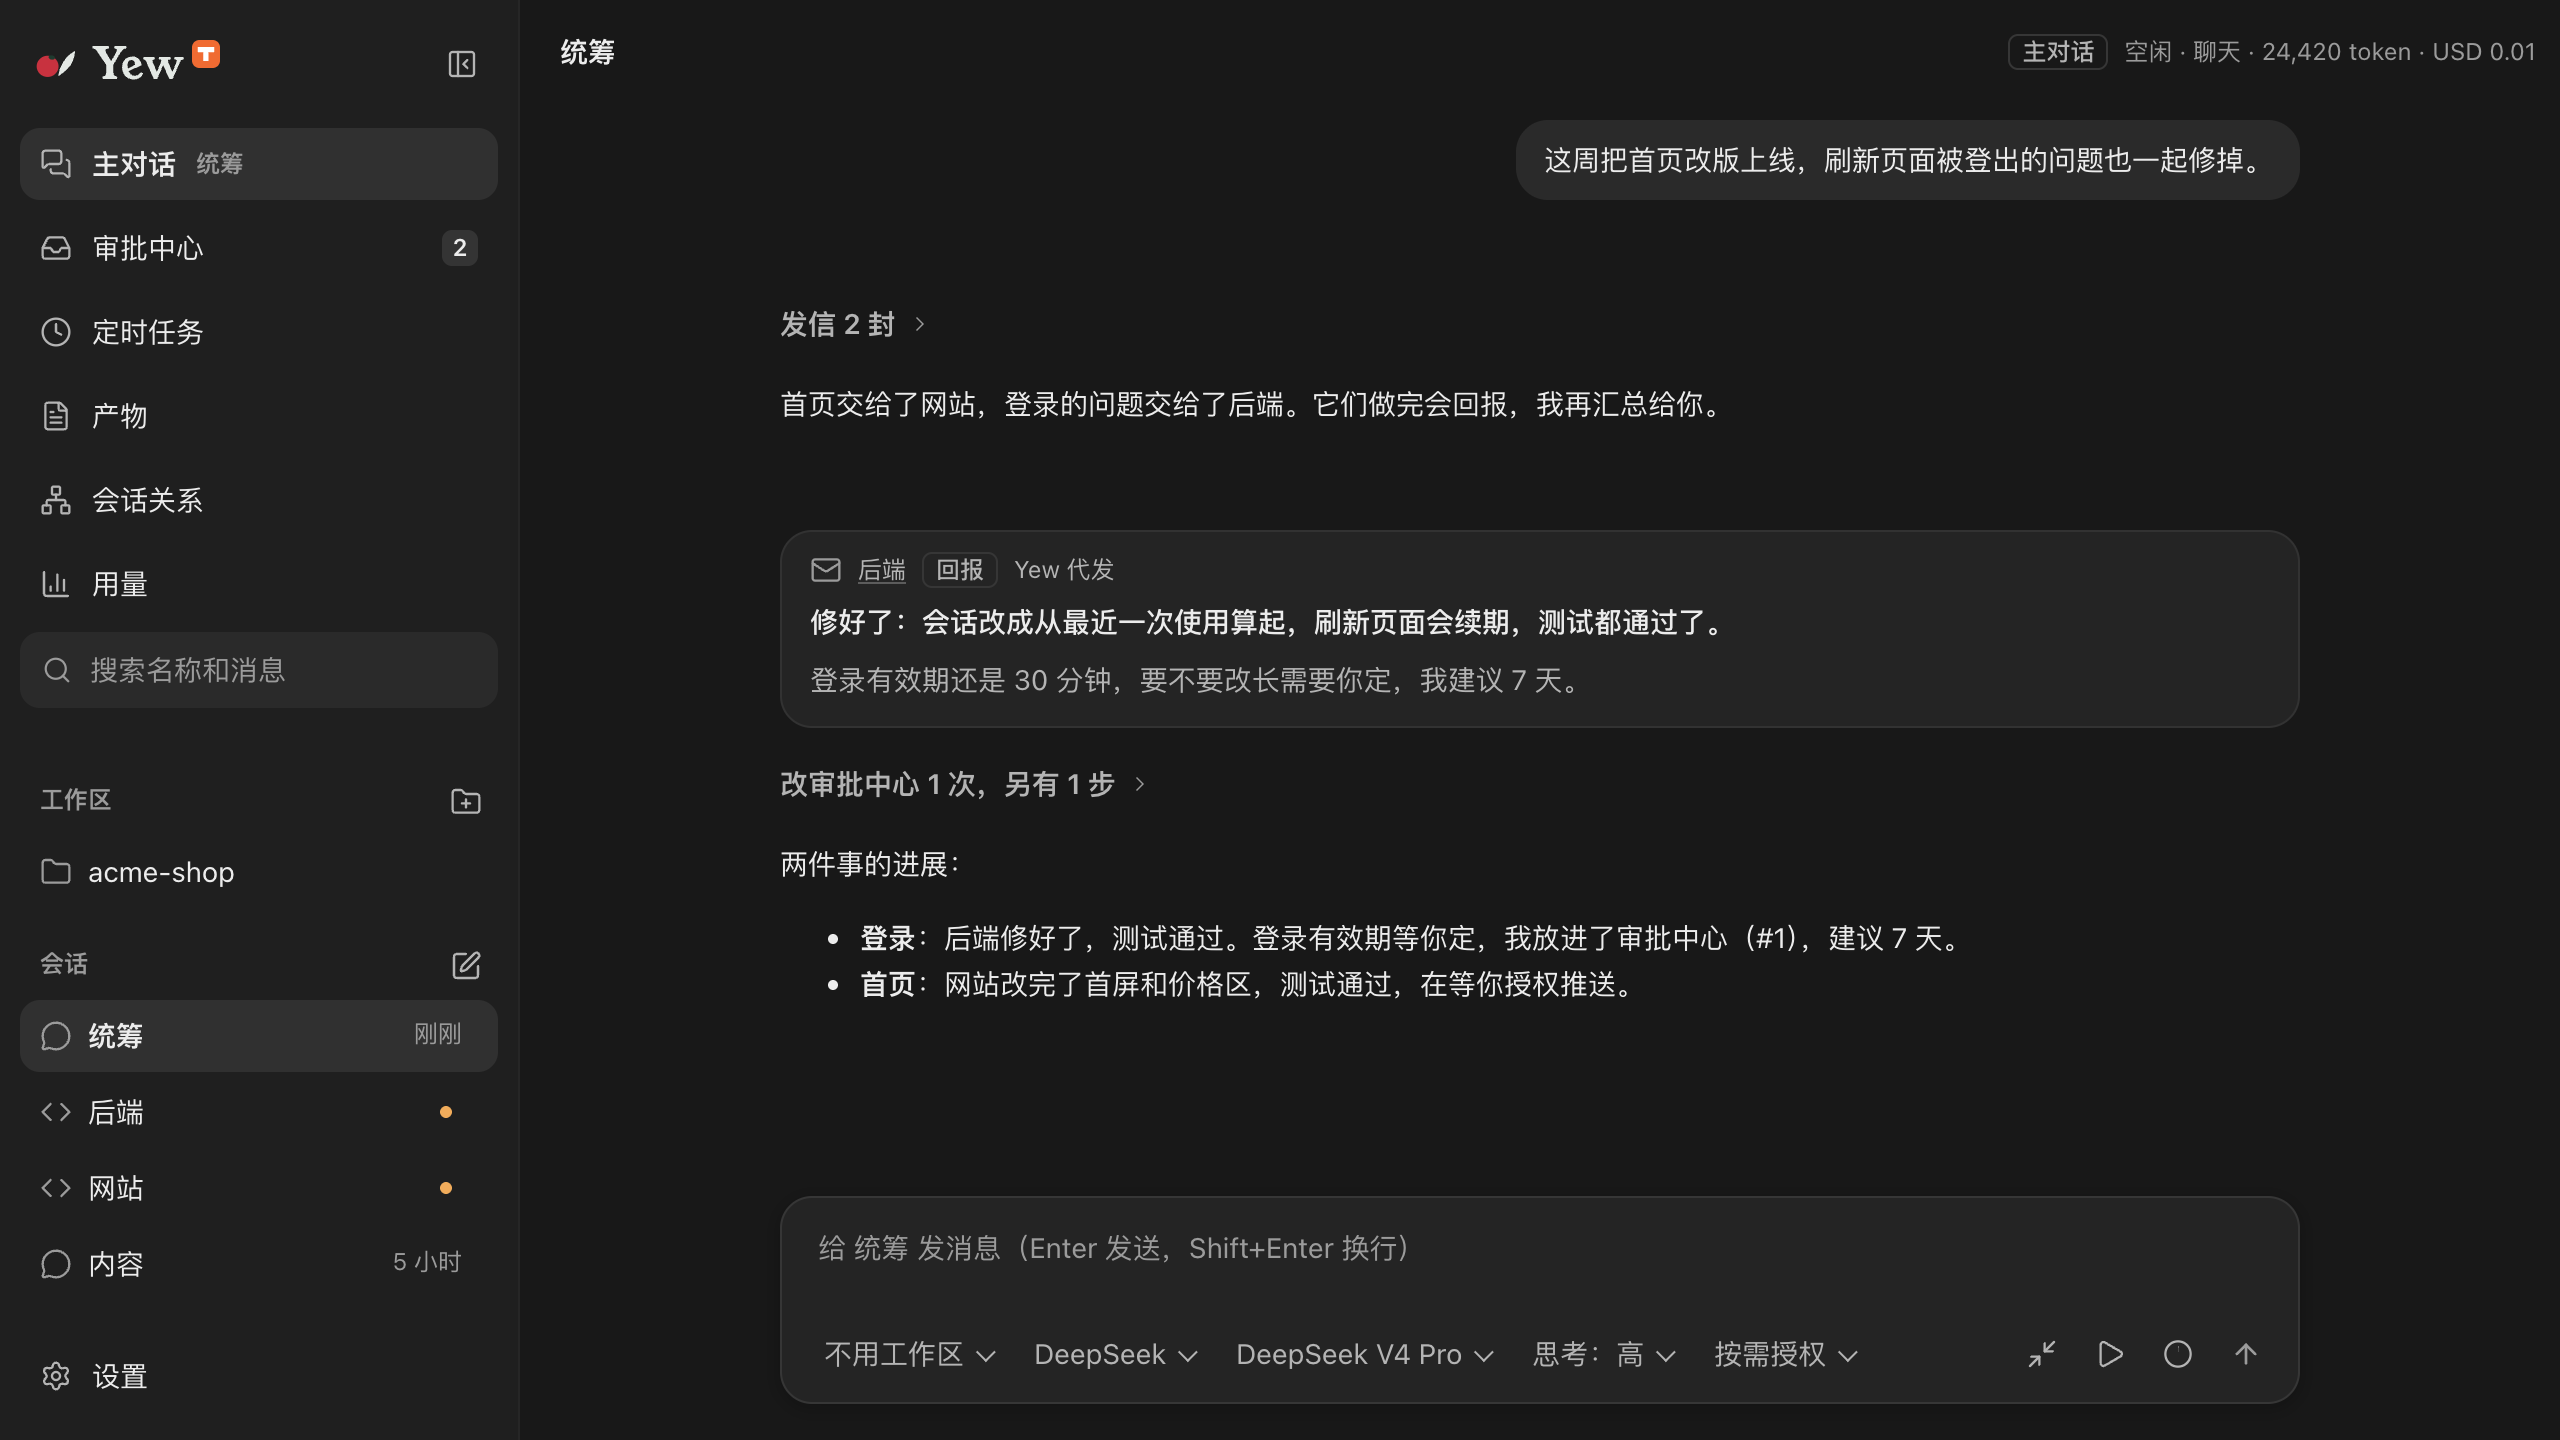 Yew T
主对话 统筹
审批中心 2
定时任务
产物
会话关系
用量
搜索名称和消息
工作区
acme-shop
会话
统筹 刚刚
后端
网站
内容 5 小时
设置
统筹
主对话 空闲 · 聊天 · 24,420 token · USD 0.01
这周把首页改版上线，刷新页面被登出的问题也一起修掉。
发信 2 封
首页交给了网站，登录的问题交给了后端。它们做完会回报，我再汇总给你。
后端 回报 Yew 代发
修好了：会话改成从最近一次使用算起，刷新页面会续期，测试都通过了。
登录有效期还是 30 分钟，要不要改长需要你定，我建议 7 天。
改审批中心 1 次，另有 1 步
两件事的进展：
• 登录：后端修好了，测试通过。登录有效期等你定，我放进了审批中心（#1），建议 7 天。
• 首页：网站改完了首屏和价格区，测试通过，在等你授权推送。
给 统筹 发消息（Enter 发送，Shift+Enter 换行）
不用工作区 DeepSeek DeepSeek V4 Pro 思考：高 按需授权